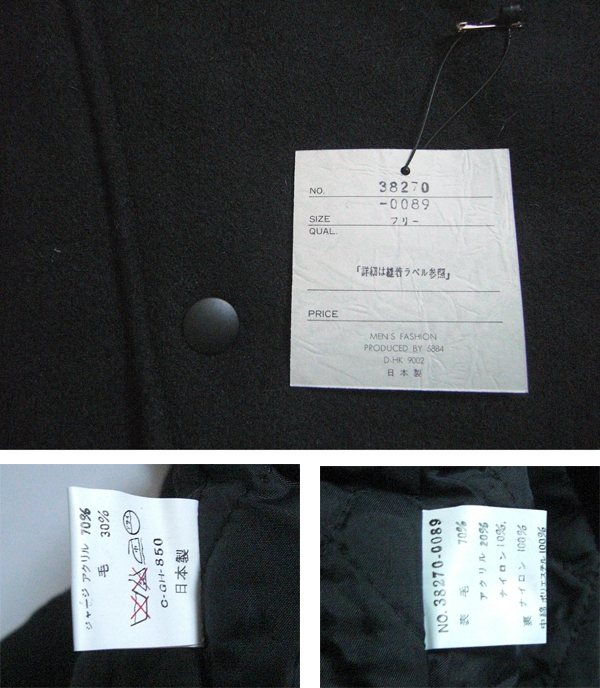 NO. 38270
-0089
SIZE フリー
QUAL.
「詳細は縫着ラベル参照』
PRICE
MEN'S FASHION
PRODUCED BY 5884
D-HK 9002
日本製
ジャージ アクリル 70%
毛 30%
C-GH-850
日本製
NO.38270-0089
表 毛 70%
アクリル 20%
ナイロン 10%
裏 ナイロン 100%
中綿 ポリエステル 100%